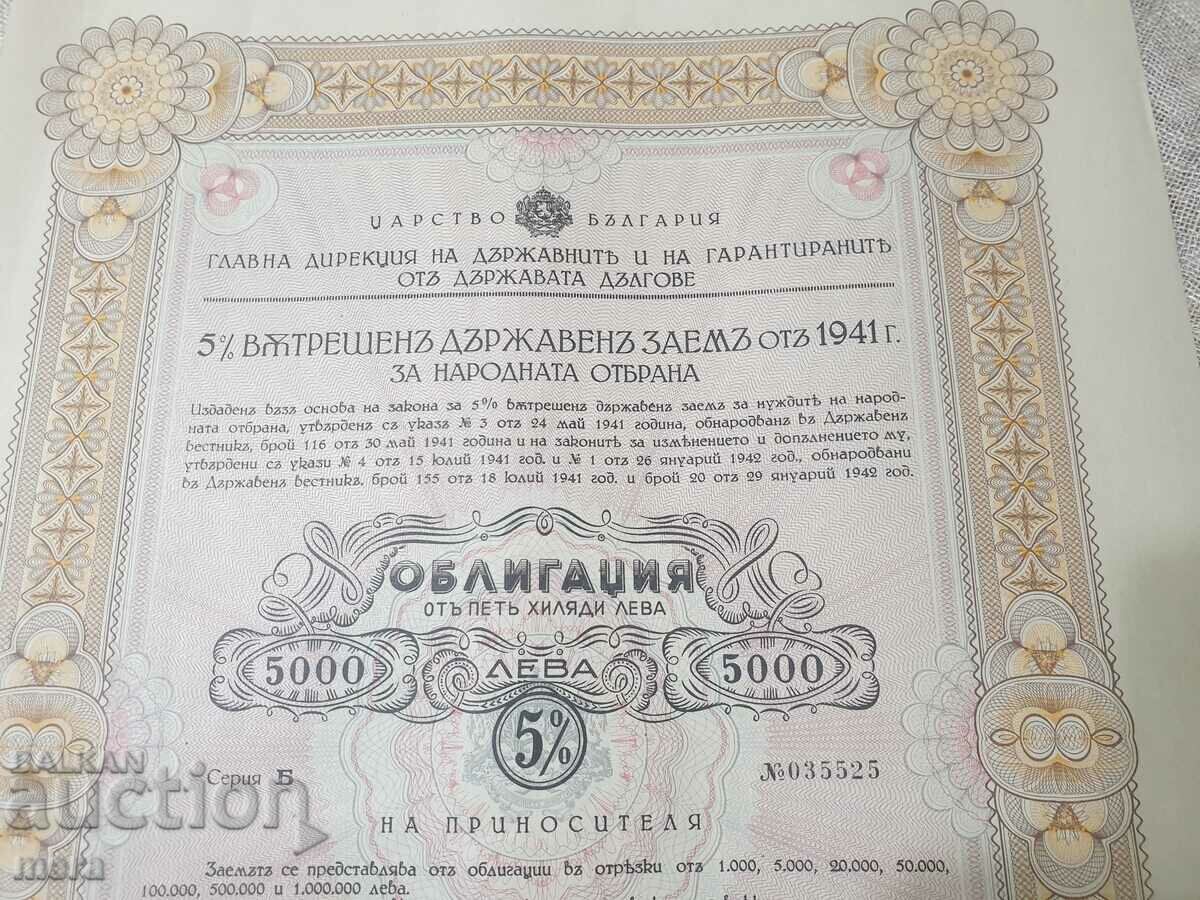 ЦАРСТВО БЪЛГАРИЯ
ГЛАВНА ДИРЕКЦИЯ НА ДЪРЖАВНИТѢ И НА ГАРАНТИРАНИТѢ
ОТЪ ДЪРЖАВАТА ДЪЛГОВЕ
5% ВѪТРЕШЕНЪ ДЪРЖАВЕНЪ ЗАЕМЪ отъ 1941 г.
ЗА НАРОДНАТА ОТБРАНА
Издаденъ възъ основа на закона за 5% вѫтрешенъ държавенъ заемъ за нуждитѣ на народ-
ната отбрана, утвърденъ съ указъ № 3 отъ 24 май 1941 година, обнародванъ въ Държавенъ
вестникъ, брой 116 отъ 30 май 1941 година и на законитѣ за измѣнението и допълнението му,
утвърдени съ укази № 4 отъ 15 юлий 1941 год. и № 1 отъ 26 януарий 1942 год., обнародвани
въ Държавенъ вестникъ, брой 155 отъ 18 юлий 1941 год. и брой 20 отъ 29 януарий 1942 год.
ОБЛИГАЦИЯ
ОТЪ ПЕТЬ ХИЛЯДИ ЛЕВА
5000 ЛЕВА 5000
5%
Серия Б №035525
НА ПРИНОСИТЕЛЯ
Заемътъ се представлява отъ облигации въ отрѣзки отъ 1.000, 5.000, 20.000, 50.000,
100.000, 500.000 и 1.000.000 лева.
BALKAN
auction
mera